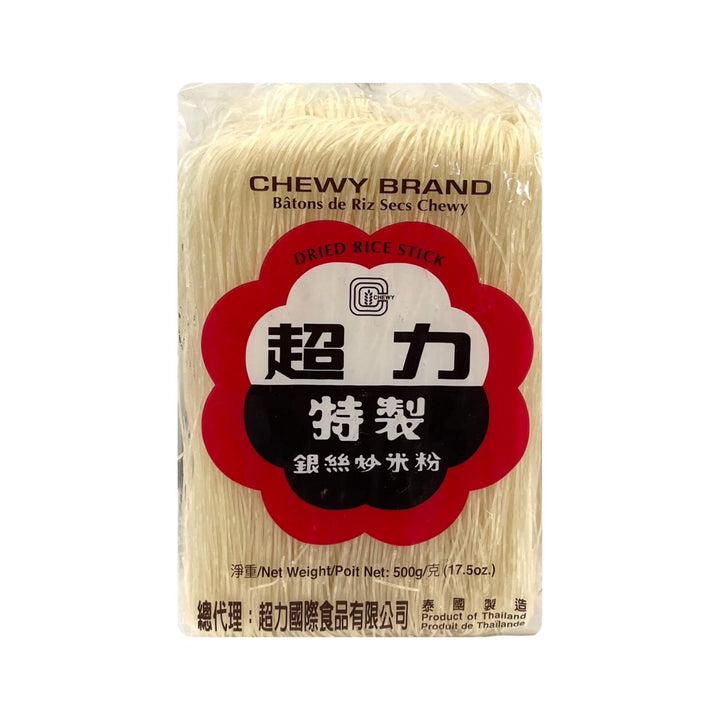 CHEWY BRAND
Bâtons de Riz Secs Chewy
DRIED RICE STICK
CHEWY
超力
特製
銀絲炒米粉
淨重/Net Weight/Poit Net: 500g/克 (17.5oz.)
總代理：超力國際食品有限公司
泰國製造
Product of Thailand
Produit de Thaïlande